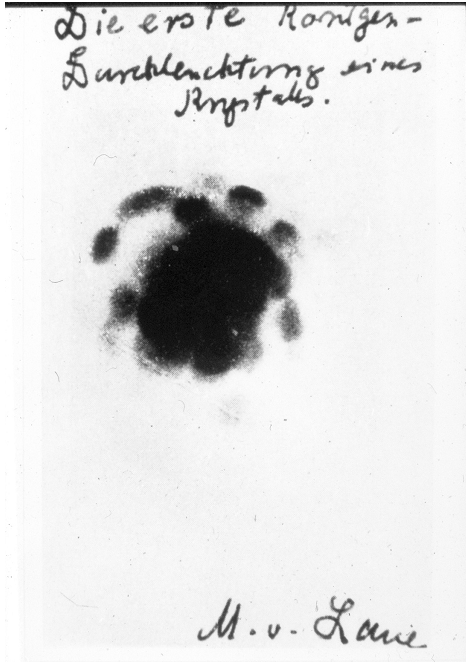 Die erste Röntgen-
Durchleuchtung eines
Krystalls.
M. v. Laue